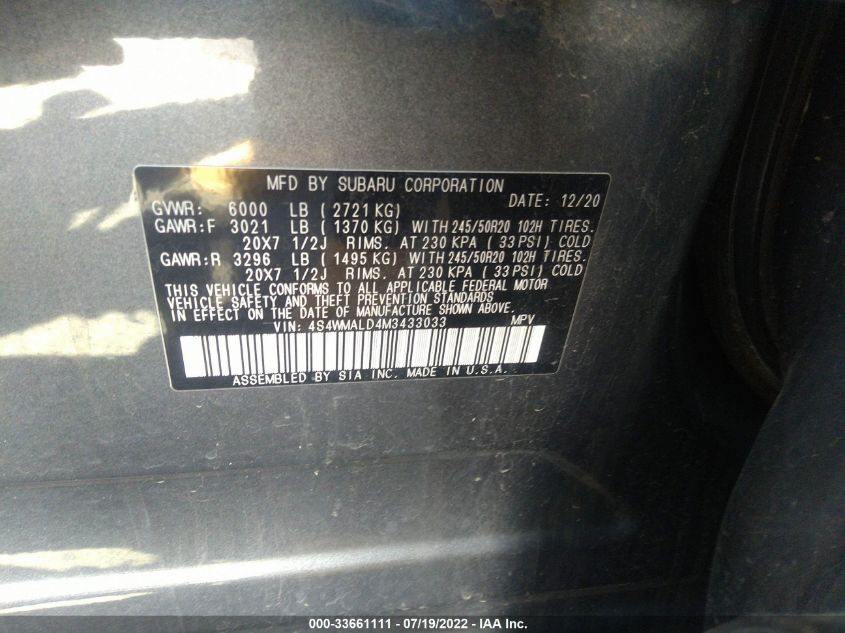 MFD BY SUBARU CORPORATION
DATE: 12/20
GVWR: 6000 LB ( 2721 KG)
GAWR:F 3021 LB ( 1370 KG) WITH 245/50R20 102H TIRES.
20X7 1/2J RIMS. AT 230 KPA ( 33 PSI) COLD
GAWR:R 3296 LB ( 1495 KG) WITH 245/50R20 102H TIRES.
20X7 1/2J RIMS. AT 230 KPA ( 33 PSI) COLD
THIS VEHICLE CONFORMS TO ALL APPLICABLE FEDERAL MOTOR
VEHICLE SAFETY AND THEFT PREVENTION STANDARDS
IN EFFECT ON THE DATE OF MANUFACTURE SHOWN ABOVE.
VIN: 4S4WMALD4M3433033 MPV
ASSEMBLED BY SIA INC. MADE IN U.S.A.
000-33661111 - 07/19/2022 - IAA Inc.